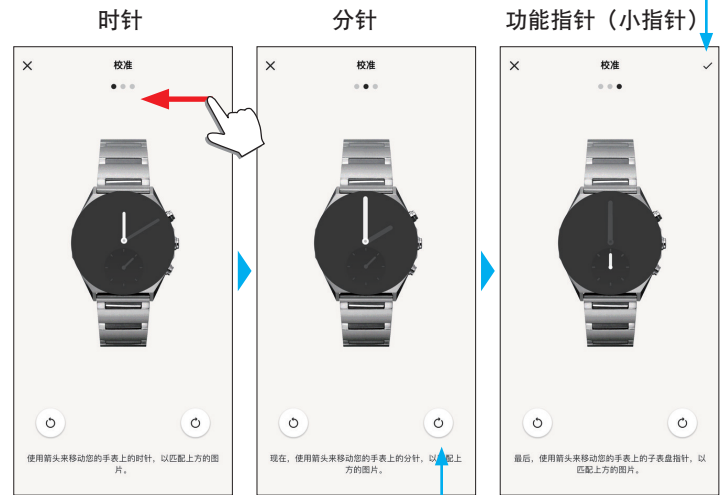 时针
分针
功能指针（小指针）
校准
校准
校准
使用箭头来移动您的手表上的时针，以匹配上方的图
片。
现在，使用箭头来移动您的手表上的分针，以 配上
方的图片。
最后，使用箭头来移动您的手表上的子表盘指针，以
匹配上方的图片。